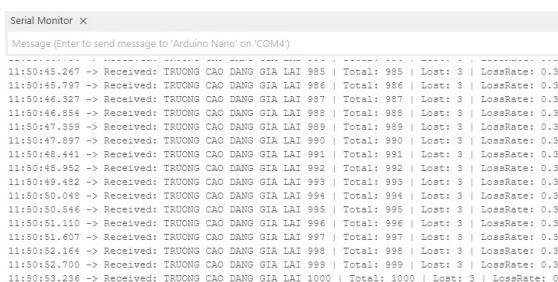 Serial Monitor ×
Message (Enter to send message to 'Arduino Nano' on 'COM4')
11:50:45.267 -> Received: TRUONG CAO DANG GIA LAI 985 | Total: 985 | Lost: 3 | LossRate: 0.3
11:50:45.797 -> Received: TRUONG CAO DANG GIA LAI 986 | Total: 986 | Lost: 3 | LossRate: 0.3
11:50:46.327 -> Received: TRUONG CAO DANG GIA LAI 987 | Total: 987 | Lost: 3 | LossRate: 0.3
11:50:46.854 -> Received: TRUONG CAO DANG GIA LAI 988 | Total: 988 | Lost: 3 | LossRate: 0.3
11:50:47.359 -> Received: TRUONG CAO DANG GIA LAI 989 | Total: 989 | Lost: 3 | LossRate: 0.3
11:50:47.897 -> Received: TRUONG CAO DANG GIA LAI 990 | Total: 990 | Lost: 3 | LossRate: 0.3
11:50:48.441 -> Received: TRUONG CAO DANG GIA LAI 991 | Total: 991 | Lost: 3 | LossRate: 0.3
11:50:48.952 -> Received: TRUONG CAO DANG GIA LAI 992 | Total: 992 | Lost: 3 | LossRate: 0.3
11:50:49.482 -> Received: TRUONG CAO DANG GIA LAI 993 | Total: 993 | Lost: 3 | LossRate: 0.3
11:50:50.048 -> Received: TRUONG CAO DANG GIA LAI 994 | Total: 994 | Lost: 3 | LossRate: 0.3
11:50:50.546 -> Received: TRUONG CAO DANG GIA LAI 995 | Total: 995 | Lost: 3 | LossRate: 0.3
11:50:51.110 -> Received: TRUONG CAO DANG GIA LAI 996 | Total: 996 | Lost: 3 | LossRate: 0.3
11:50:51.607 -> Received: TRUONG CAO DANG GIA LAI 997 | Total: 997 | Lost: 3 | LossRate: 0.3
11:50:52.164 -> Received: TRUONG CAO DANG GIA LAI 998 | Total: 998 | Lost: 3 | LossRate: 0.3
11:50:52.700 -> Received: TRUONG CAO DANG GIA LAI 999 | Total: 999 | Lost: 3 | LossRate: 0.3
11:50:53.236 -> Received: TRUONG CAO DANG GIA LAI 1000 | Total: 1000 | Lost: 3 | LossRate: 0